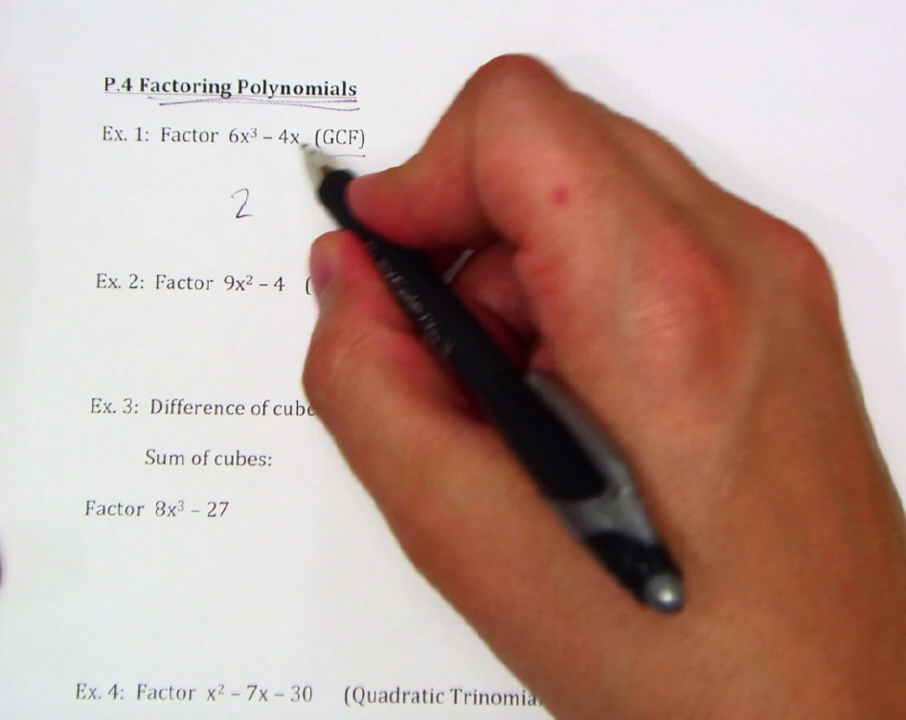 P.4 Factoring Polynomials
Ex. 1: Factor 6x³ – 4x (GCF)
2
Ex. 2: Factor 9x² – 4 (
Ex. 3: Difference of cube
Sum of cubes:
Factor 8x³ – 27
Ex. 4: Factor x² – 7x – 30 (Quadratic Trinomia